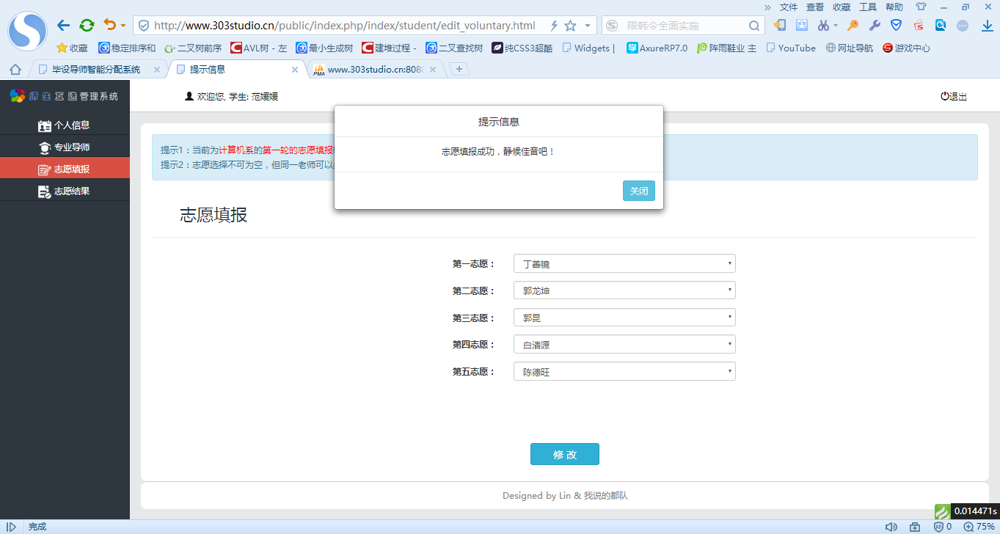 » 文件 查看 收藏 工具 帮助
http://www.303studio.cn/public/index.php/index/student/edit_voluntary.html 限韩令全面实施
收藏 稳定排序和 二叉树前序 AVL树 - 左 最小生成树 建堆过程 - 二叉查找树 纯CSS3超酷 Widgets | AxureRP7.0 阵雨鞋业 主 YouTube 网址导航 游戏中心
毕设导师智能分配系统 提示信息 www.303studio.cn:808
管理系统 欢迎您, 学生: 范媛媛 退出
提示信息
个人信息
专业导师
志愿填报
志愿结果
提示1：当前为计算机系的第一轮的志愿填报
提示2：志愿选择不可为空，但同一老师可以
志愿填报成功，静候佳音吧！
关闭
志愿填报
第一志愿： 丁善镜
第二志愿： 郭龙坤
第三志愿： 郭昆
第四志愿： 白清源
第五志愿： 陈德旺
修 改
Designed by Lin & 我说的都队
0.014471s
完成 0 75%